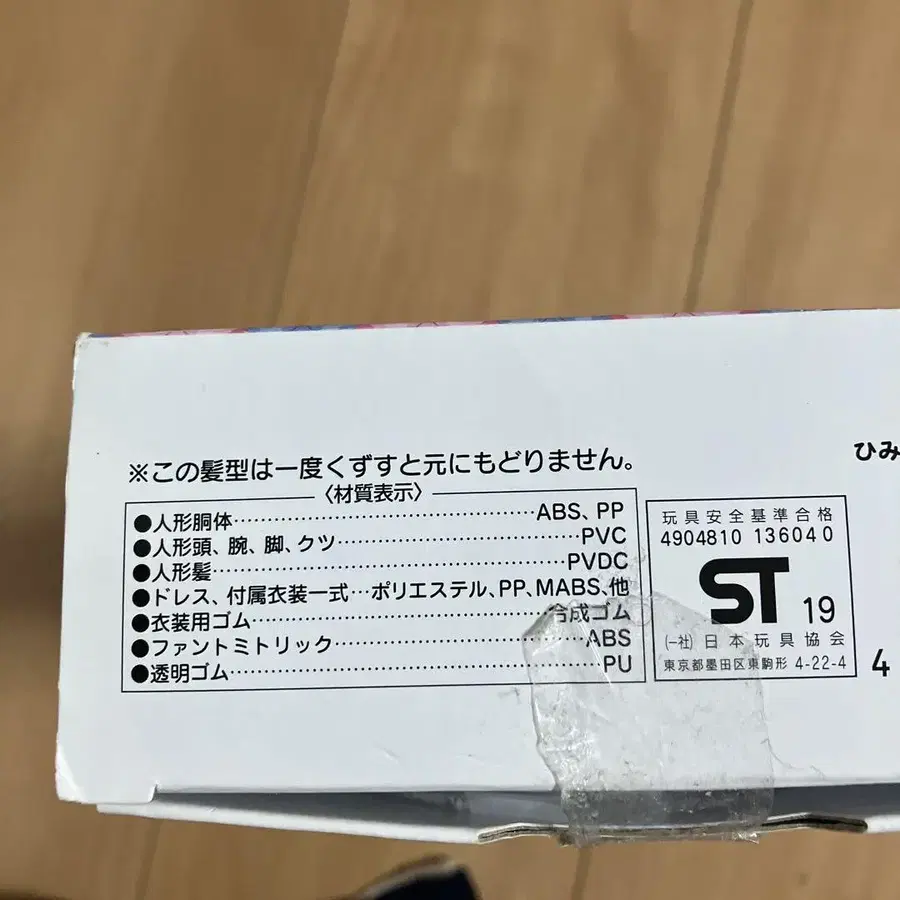 ひみ
※この髪型は一度くずすと元にもどりません。
〈材質表示〉
●人形胴体…ABS、PP
●人形頭、腕、脚、クツ…PVC
●人形髪…PVDC
●ドレス、付属衣装一式…ポリエステル、PP、MABS、他
●衣装用ゴム…合成ゴム
●ファントミトリック…ABS
●透明ゴム…PU
玩具安全基準合格
4904810 136040
ST 19
(一社)日本玩具協会
東京都墨田区東駒形 4-22-4
4